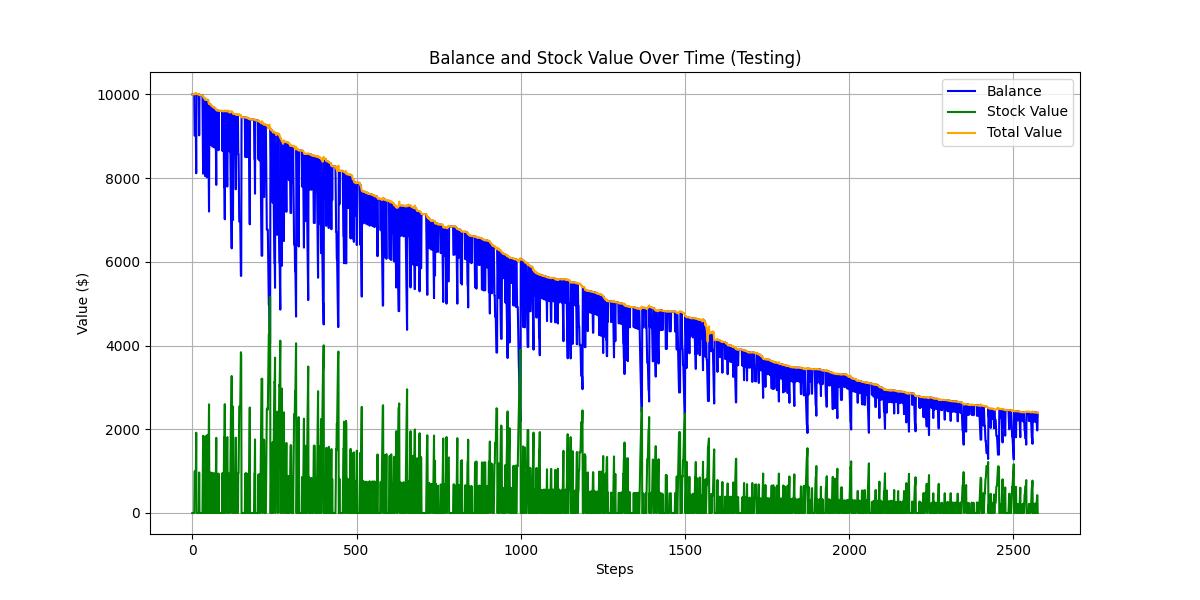 Balance and Stock Value Over Time (Testing)
Balance
Stock Value
Total Value
Value ($)
10000
8000
6000
4000
2000
0
0 500 1000 1500 2000 2500
Steps